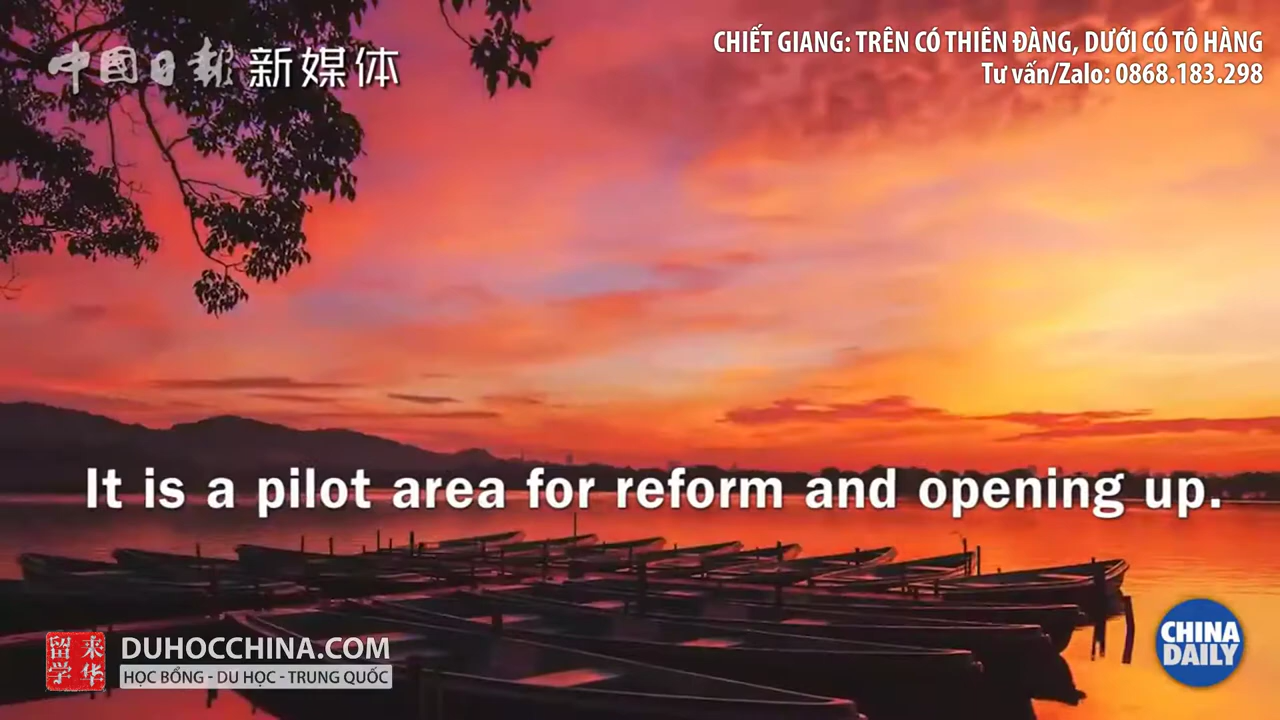 中國日報 新媒体
CHIẾT GIANG: TRÊN CÓ THIÊN ĐÀNG, DƯỚI CÓ TÔ HÀNG
Tư vấn/Zalo: 0868.183.298
It is a pilot area for reform and opening up.
留学
来华
DUHOCCHINA.COM
HỌC BỔNG - DU HỌC - TRUNG QUỐC
CHINA
DAILY